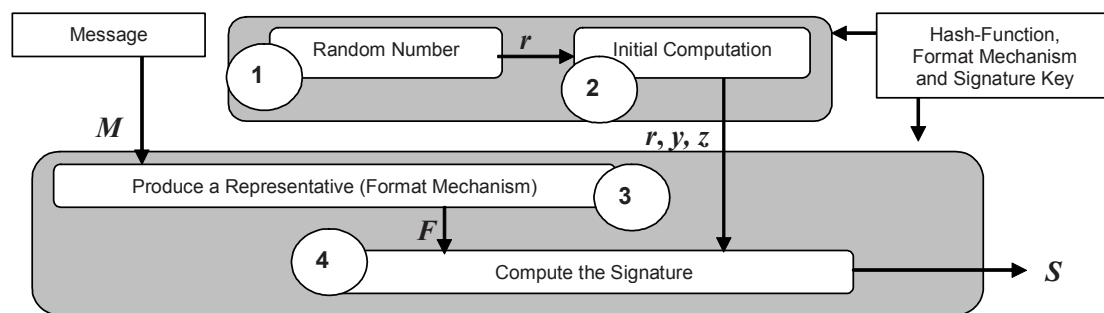 Message
Random Number
r
Initial Computation
Hash-Function,
Format Mechanism
and Signature Key
1
2
M
r, y, z
Produce a Representative (Format Mechanism)
3
F
4
Compute the Signature
S